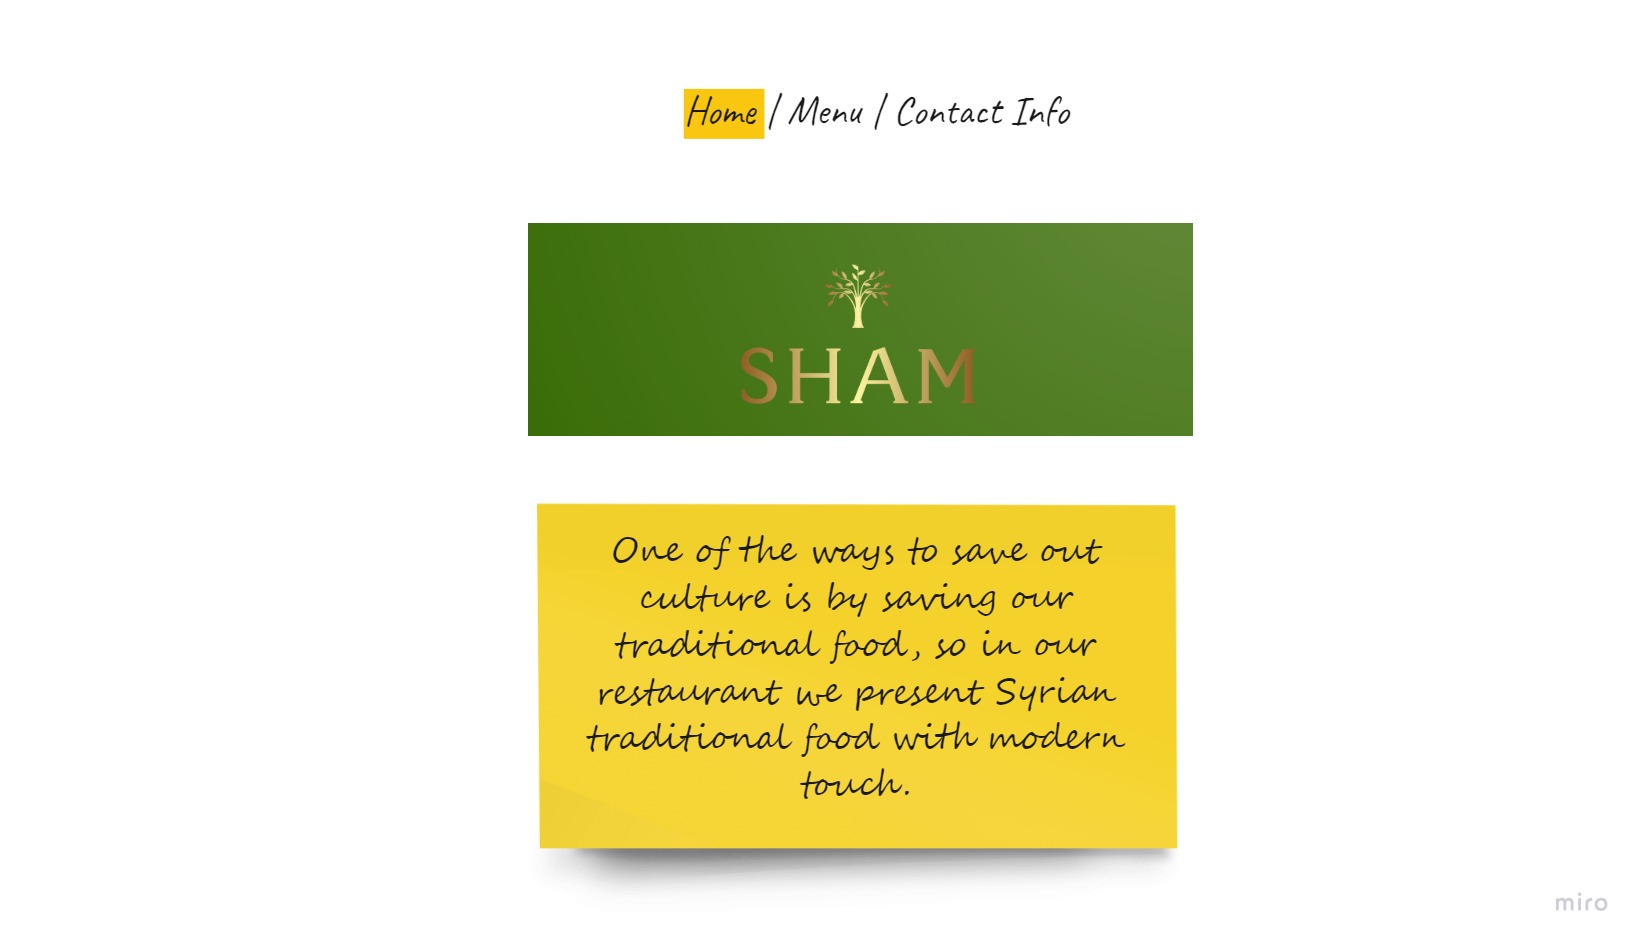 Home | Menu | Contact Info
SHAM
One of the ways to save out
culture is by saving our
traditional food, so in our
restaurant we present Syrian
traditional food with modern
touch.
miro